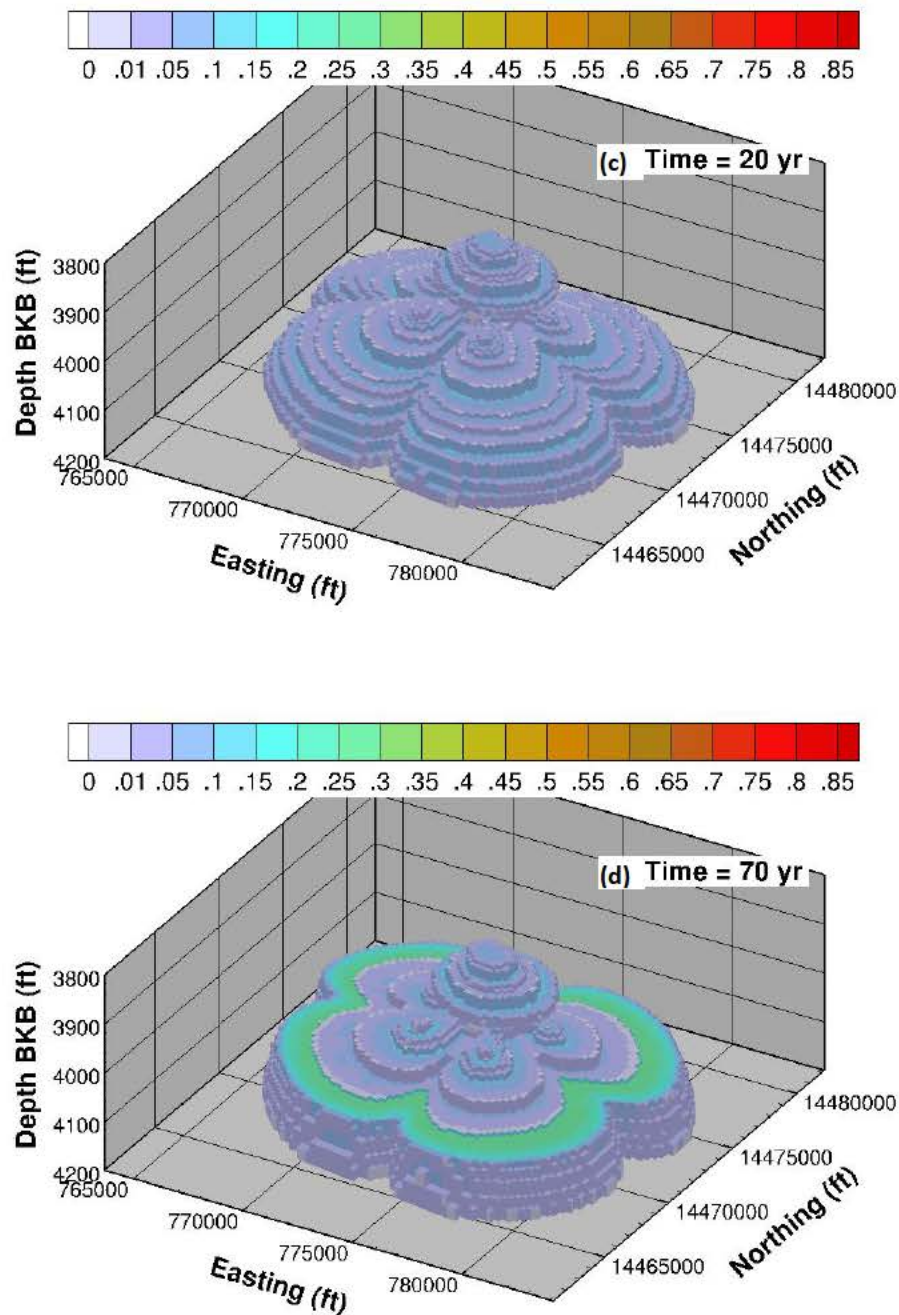 0 .01 .05 .1 .15 .2 .25 .3 .35 .4 .45 .5 .55 .6 .65 .7 .75 .8 .85
(c) Time = 20 yr
Depth BKB (ft)
3800
3900
4000
4100
4200
765000
770000
775000
780000
Easting (ft)
14480000
14475000
14470000
14465000
Northing (ft)
0 .01 .05 .1 .15 .2 .25 .3 .35 .4 .45 .5 .55 .6 .65 .7 .75 .8 .85
(d) Time = 70 yr
Depth BKB (ft)
3800
3900
4000
4100
4200
765000
770000
775000
780000
Easting (ft)
14480000
14475000
14470000
14465000
Northing (ft)